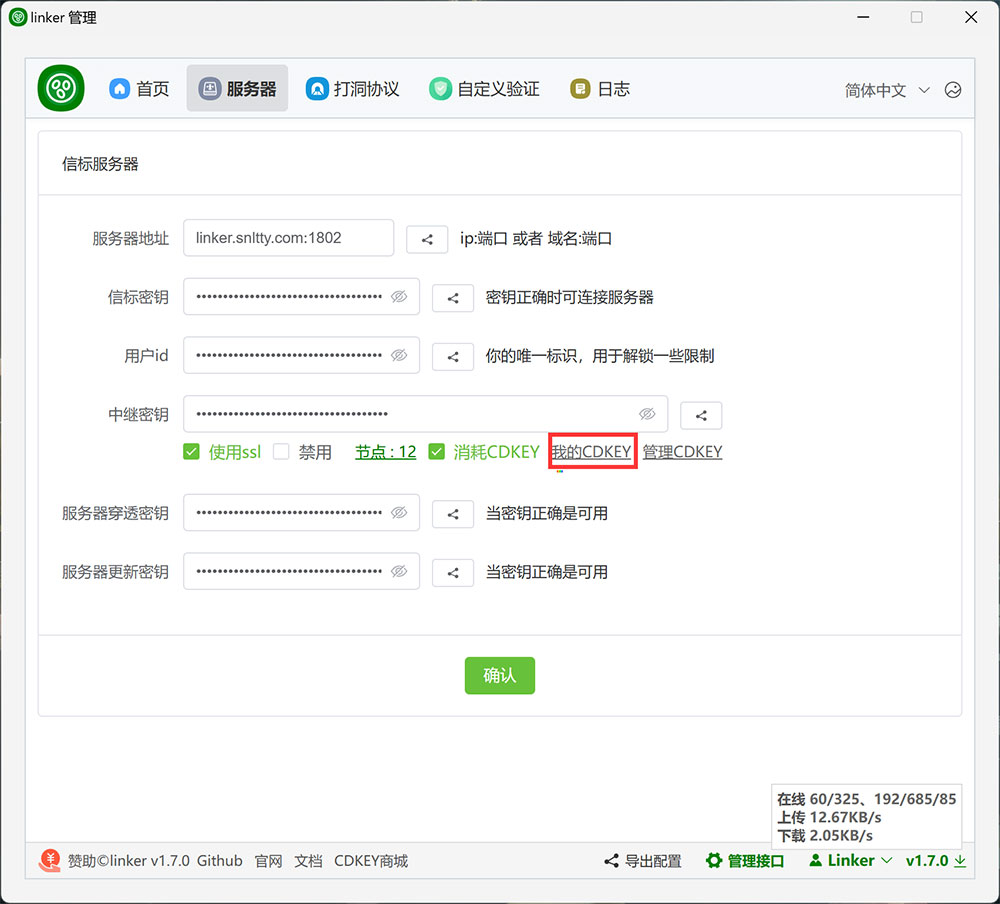 linker 管理
首页 服务器 打洞协议 自定义验证 日志 简体中文
信标服务器
服务器地址 linker.snltty.com:1802 ip:端口 或者 域名:端口
信标密钥 密钥正确时可连接服务器
用户id 你的唯一标识，用于解锁一些限制
中继密钥
使用ssl 禁用 节点 : 12 消耗CDKEY 我的CDKEY 管理CDKEY
服务器穿透密钥 当密钥正确是可用
服务器更新密钥 当密钥正确是可用
确认
在线 60/325、192/685/85
上传 12.67KB/s
下载 2.05KB/s
赞助©linker v1.7.0 Github 官网 文档 CDKEY商城 导出配置 管理接口 Linker v1.7.0